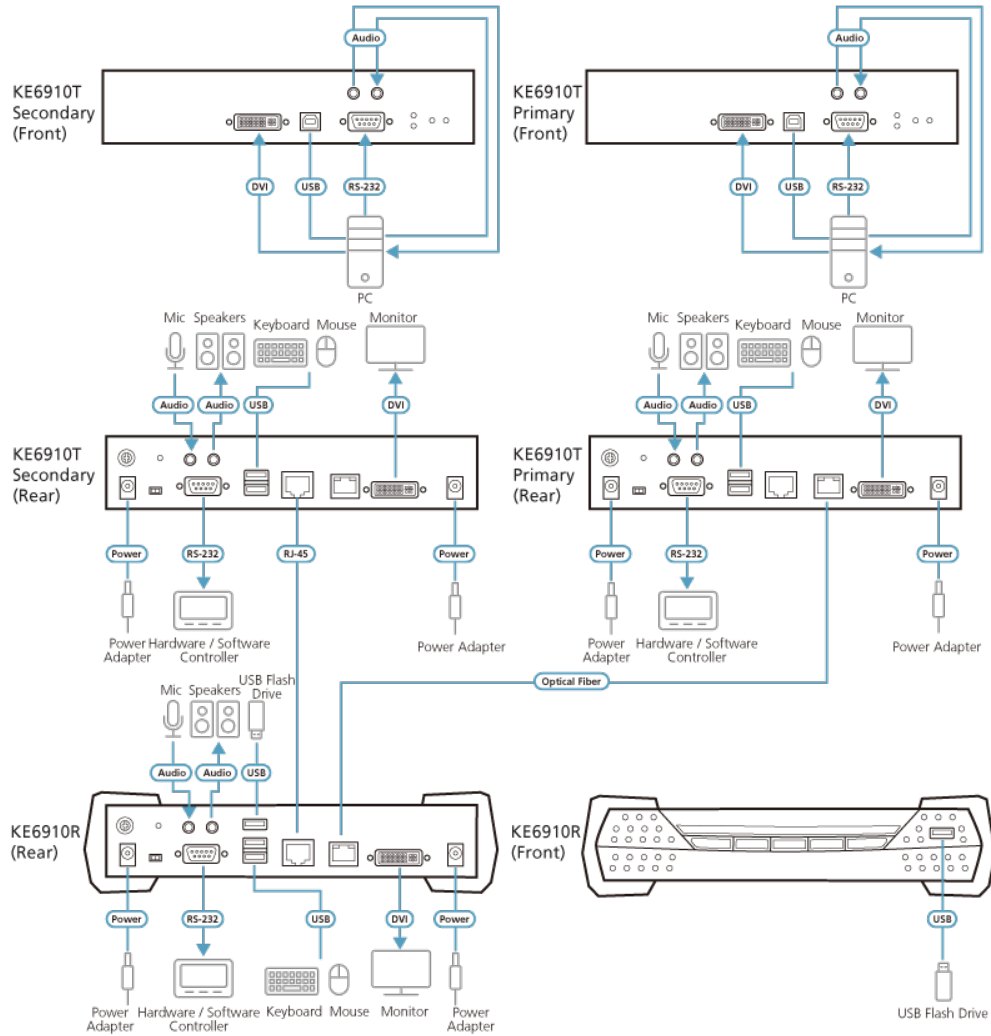 Audio
Audio
KE6910T
Secondary
(Front)
KE6910T
Primary
(Front)
DVI
USB
RS-232
DVI
USB
RS-232
PC
PC
Mic
Speakers
Keyboard
Mouse
Monitor
Mic
Speakers
Keyboard
Mouse
Monitor
Audio
Audio
USB
DVI
Audio
Audio
USB
DVI
KE6910T
Secondary
(Rear)
KE6910T
Primary
(Rear)
Power
RS-232
RJ-45
Power
Power
RS-232
Power
Power
Adapter
Hardware / Software
Controller
Power Adapter
Power
Adapter
Hardware / Software
Controller
Power Adapter
Optical Fiber
Mic
Speakers
USB Flash
Drive
Audio
Audio
USB
KE6910R
(Rear)
KE6910R
(Front)
Power
RS-232
USB
DVI
Power
USB
Power
Adapter
Hardware / Software
Controller
Keyboard
Mouse
Monitor
Power
Adapter
USB Flash Drive